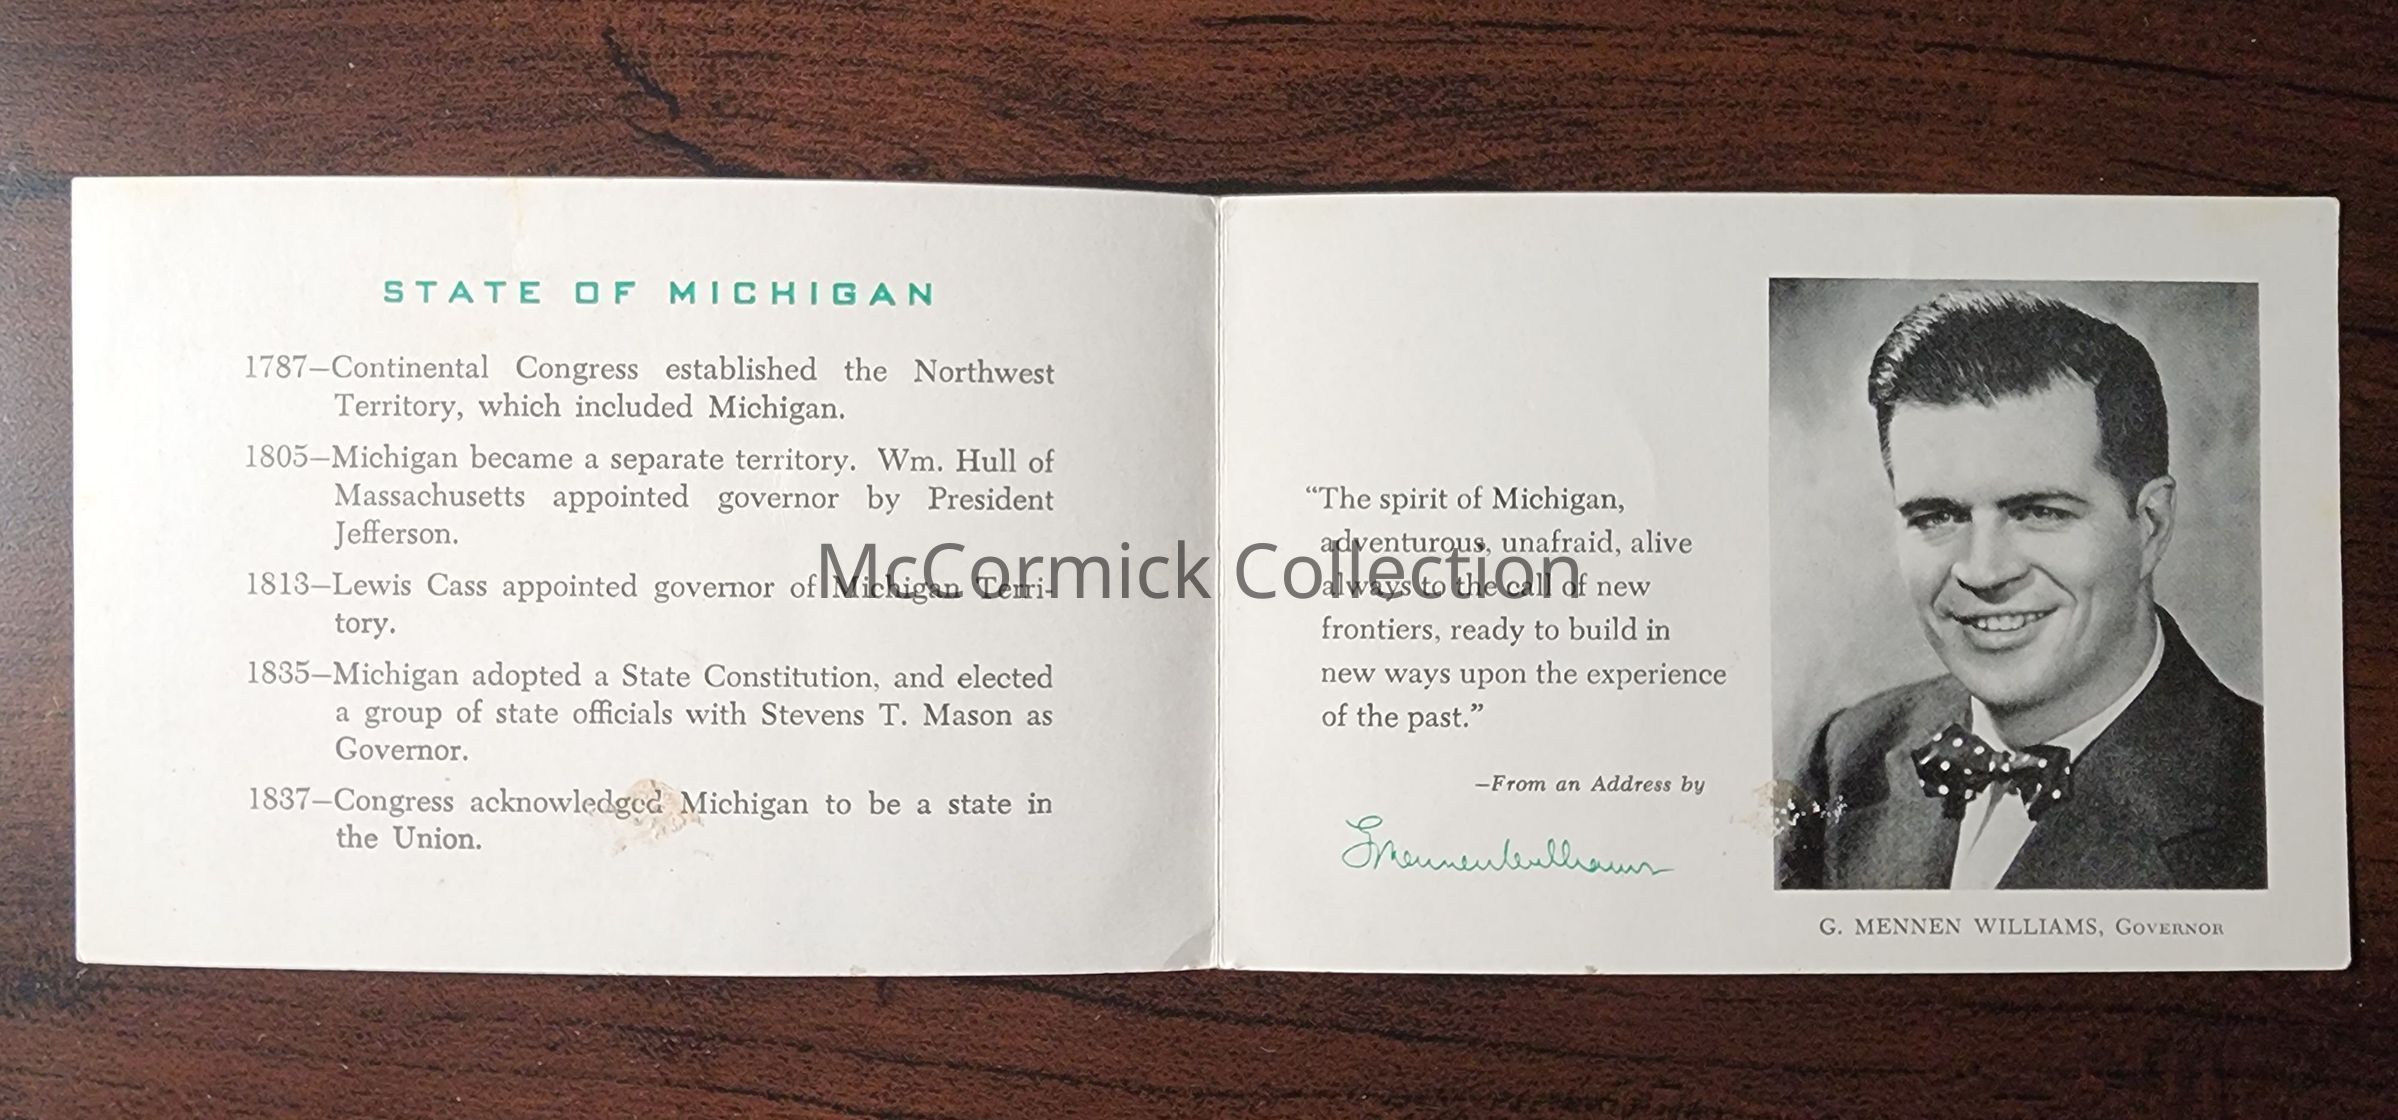 STATE OF MICHIGAN
1787—Continental Congress established the Northwest
Territory, which included Michigan.
1805—Michigan became a separate territory. Wm. Hull of
Massachusetts appointed governor by President
Jefferson.
1813—Lewis Cass appointed governor of Michigan Terri-
tory.
1835—Michigan adopted a State Constitution, and elected
a group of state officials with Stevens T. Mason as
Governor.
1837—Congress acknowledged Michigan to be a state in
the Union.
“The spirit of Michigan,
adventurous, unafraid, alive
always to the call of new
frontiers, ready to build in
new ways upon the experience
of the past.”
—From an Address by
G Mennen Williams
G. MENNEN WILLIAMS, GOVERNOR
McCormick Collection